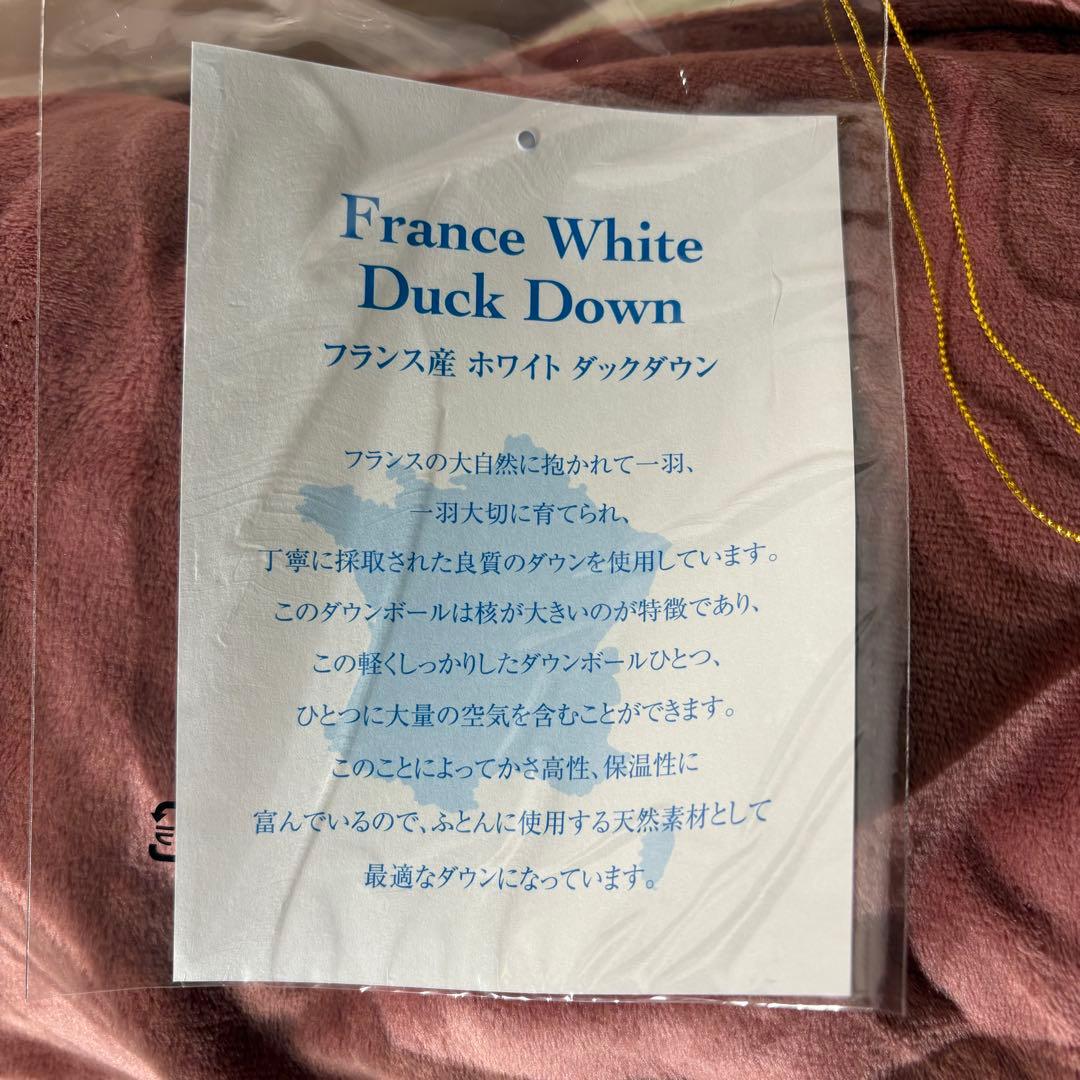 France White
Duck Down
フランス産 ホワイト ダックダウン
フランスの大自然に抱かれて一羽、
一羽大切に育てられ、
丁寧に採取された良質のダウンを使用しています。
このダウンボールは核が大きいのが特徴であり、
この軽くしっかりしたダウンボールひとつ、
ひとつに大量の空気を含むことができます。
このことによってかさ高性、保温性に
富んでいるので、ふとんに使用する天然素材として
最適なダウンになっています。